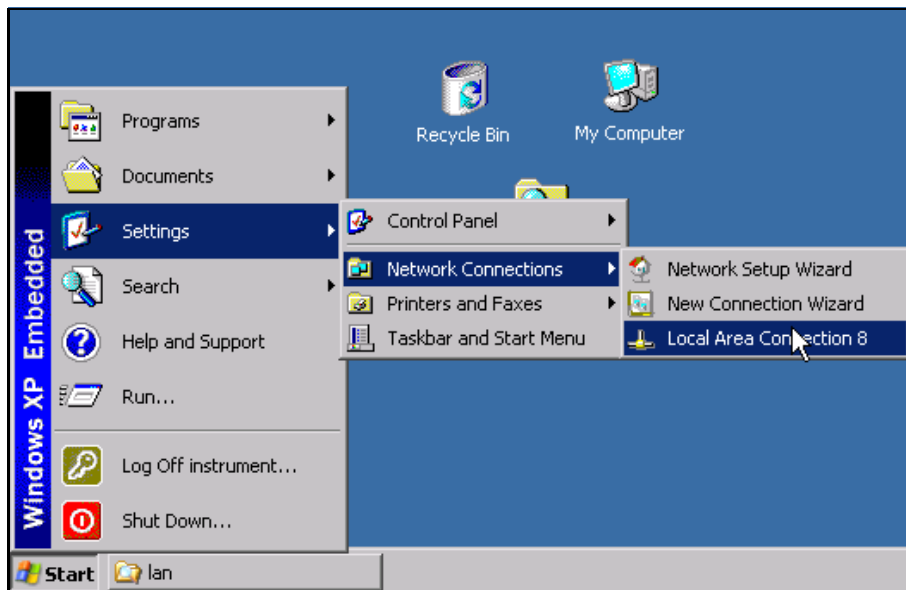 Recycle Bin
My Computer
Windows XP Embedded
Programs
Documents
Settings
Search
Help and Support
Run...
Log Off instrument...
Shut Down...
Control Panel
Network Connections
Printers and Faxes
Taskbar and Start Menu
Network Setup Wizard
New Connection Wizard
Local Area Connection 8
Start
lan